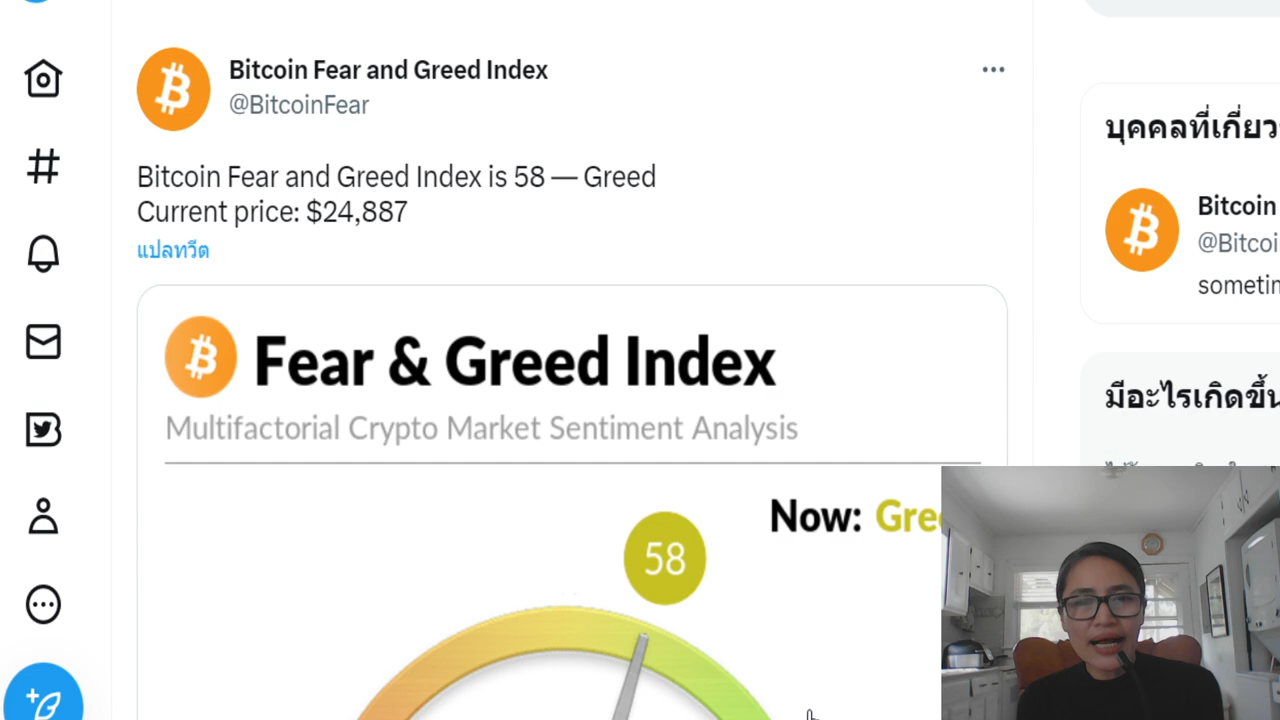 Bitcoin Fear and Greed Index
@BitcoinFear
Bitcoin Fear and Greed Index is 58 — Greed
Current price: $24,887
แปลทวีต
Fear & Greed Index
Multifactorial Crypto Market Sentiment Analysis
Now:
58
บุคคลที่เกี่ยว
Bitcoin
@Bitcoi
sometin
มีอะไรเกิดขึ้น